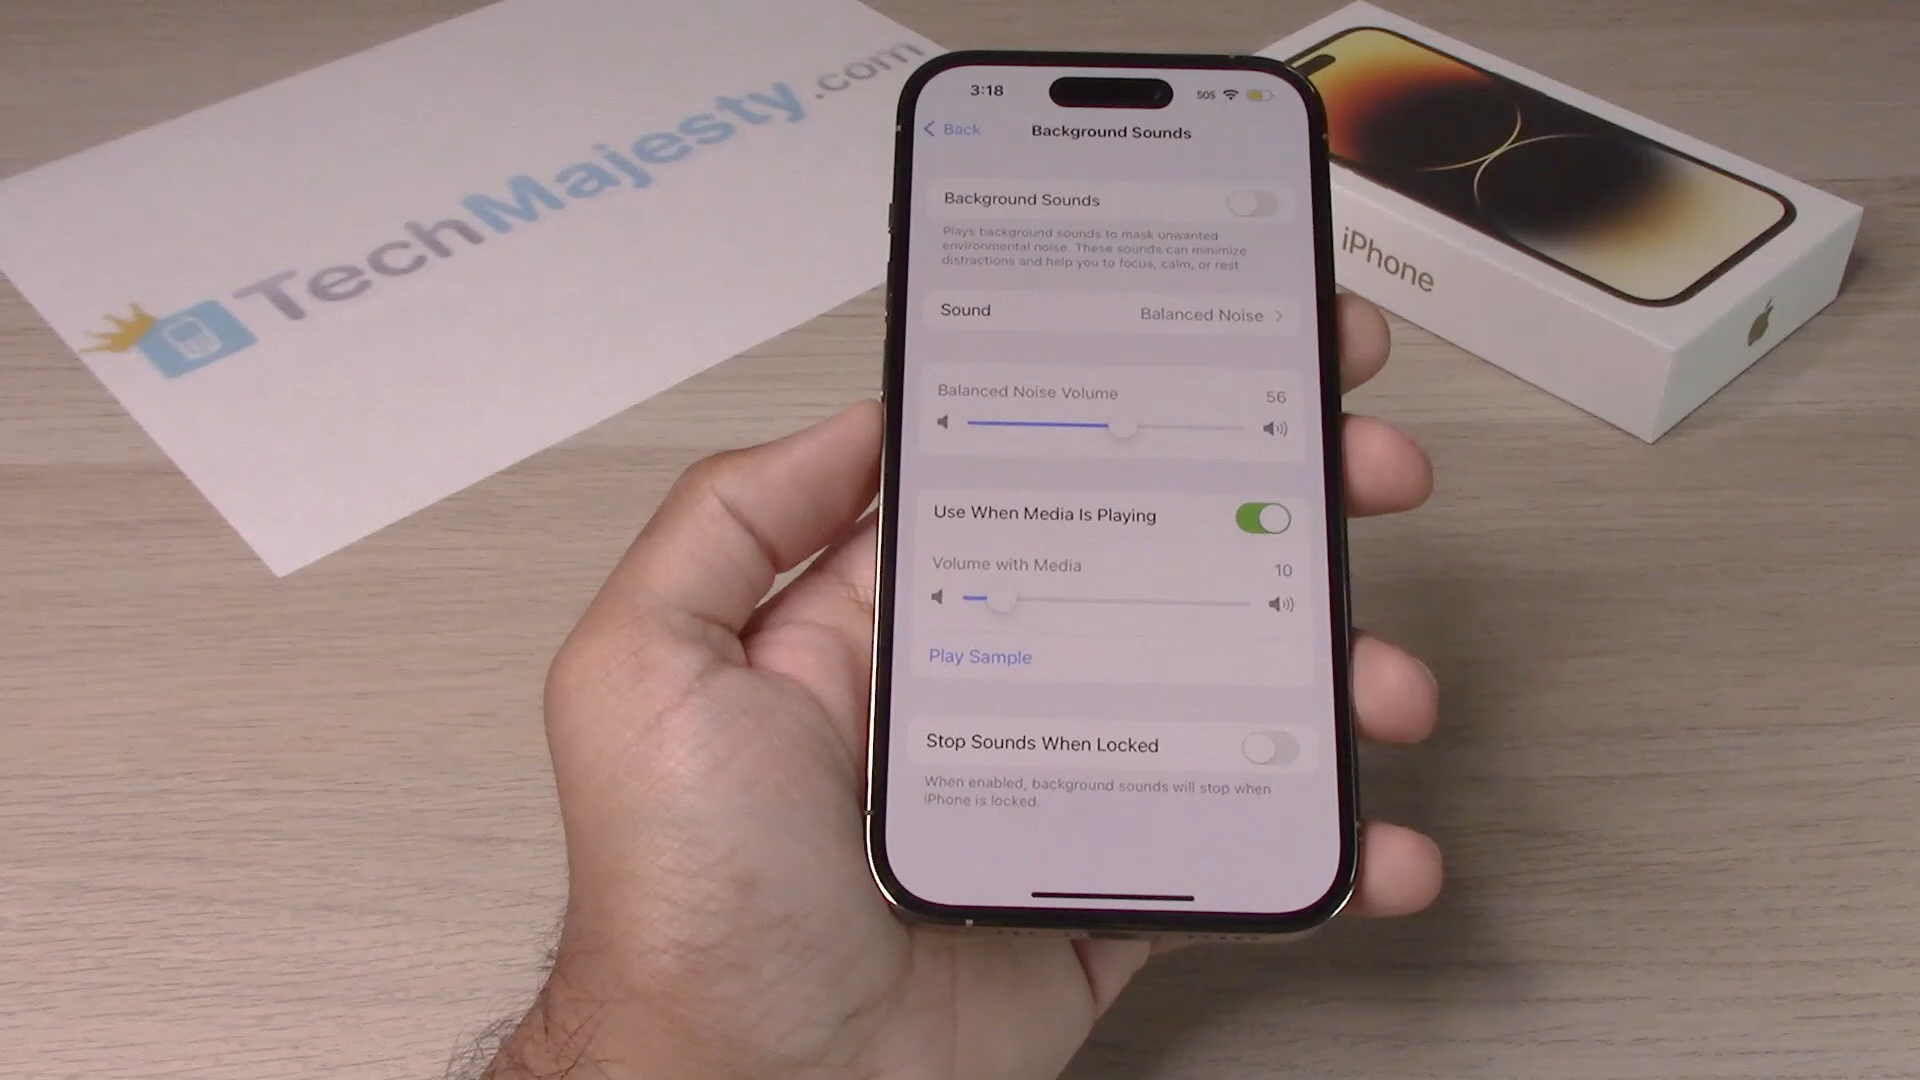 TechMajesty.com
3:18
SOS
Back
Background Sounds
Background Sounds
Plays background sounds to mask unwanted
environmental noise. These sounds can minimize
distractions and help you to focus, calm, or rest
Sound
Balanced Noise
Balanced Noise Volume
56
Use When Media Is Playing
Volume with Media
10
Play Sample
Stop Sounds When Locked
When enabled, background sounds will stop when
iPhone is locked.
iPhone